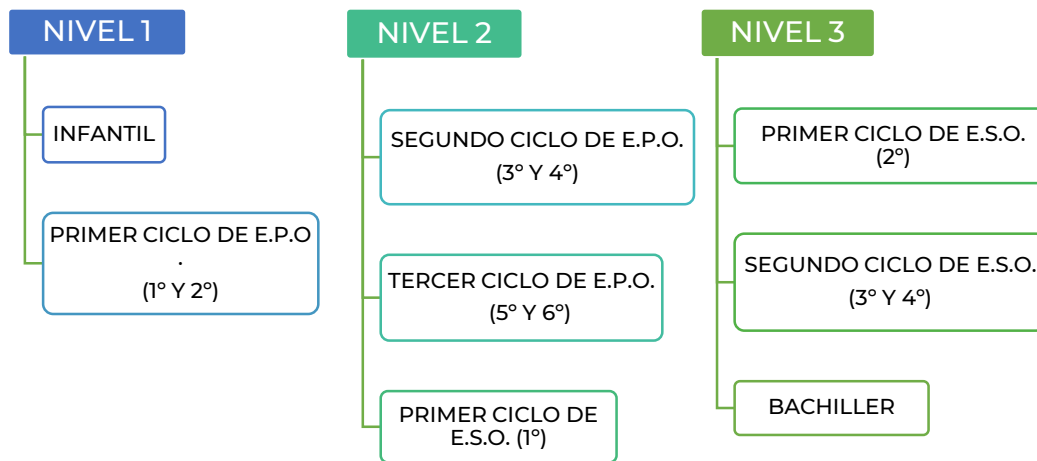 NIVEL 1
INFANTIL
PRIMER CICLO DE E.P.O
.
(1º Y 2º)
NIVEL 2
SEGUNDO CICLO DE E.P.O.
(3º Y 4º)
TERCER CICLO DE E.P.O.
(5º Y 6º)
PRIMER CICLO DE
E.S.O. (1º)
NIVEL 3
PRIMER CICLO DE E.S.O.
(2º)
SEGUNDO CICLO DE E.S.O.
(3º Y 4º)
BACHILLER